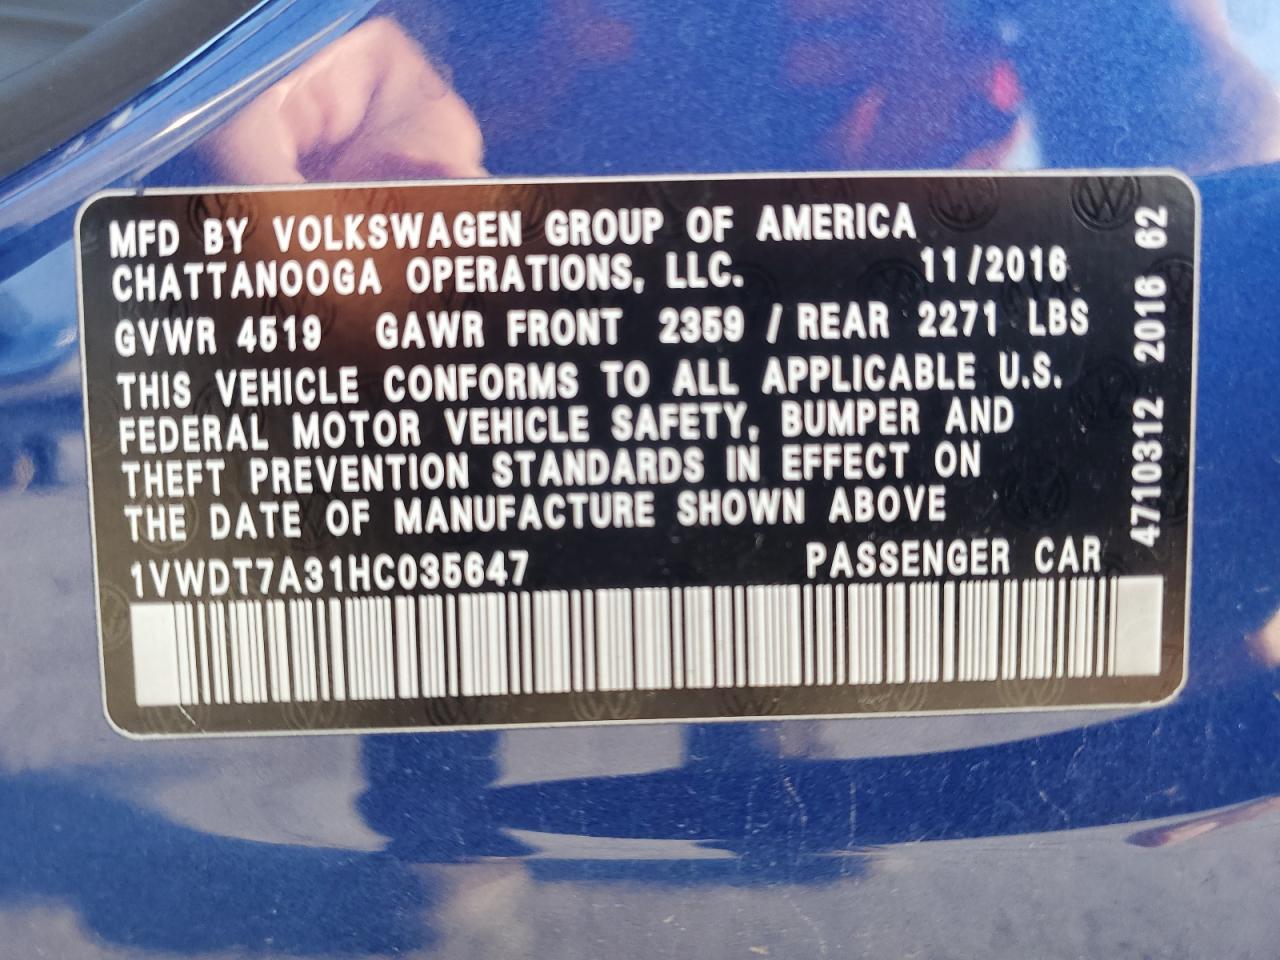 MFD BY VOLKSWAGEN GROUP OF AMERICA
CHATTANOOGA OPERATIONS, LLC. 11/2016
GVWR 4519 GAWR FRONT 2359 / REAR 2271 LBS
THIS VEHICLE CONFORMS TO ALL APPLICABLE U.S.
FEDERAL MOTOR VEHICLE SAFETY, BUMPER AND
THEFT PREVENTION STANDARDS IN EFFECT ON
THE DATE OF MANUFACTURE SHOWN ABOVE
1VWDT7A31HC035647 PASSENGER CAR
4710312 2016 62